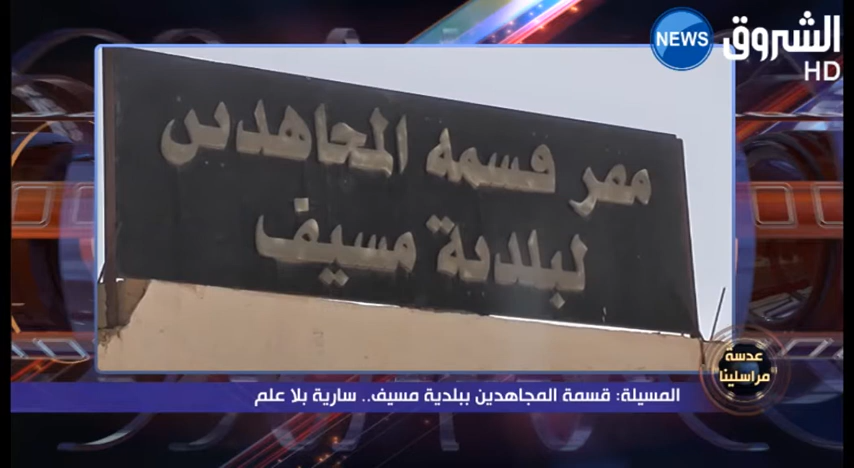 NEWS الشروق
HD
مقر قسمة المجاهدين
لبلدية مسيف
عدسة
مراسلينا
المسيلة: قسمة المجاهدين ببلدية مسيف.. سارية بلا علم